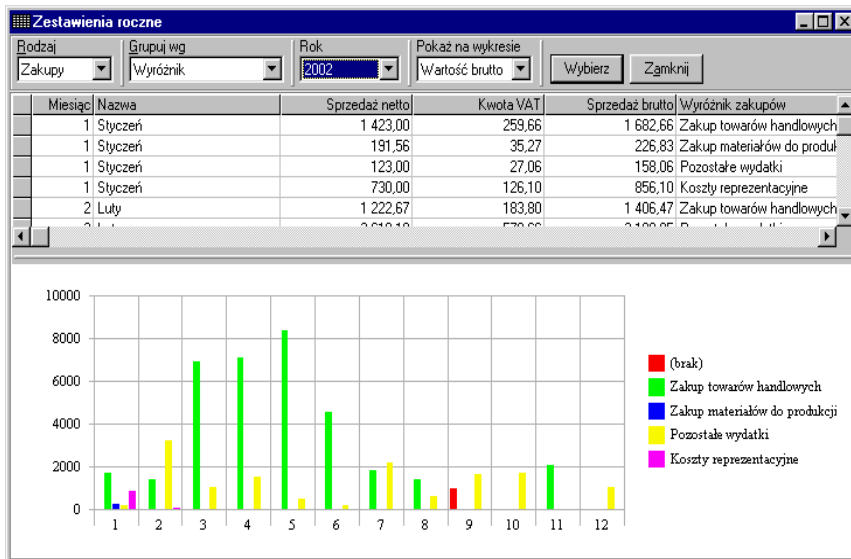 Zestawienia roczne
Rodzaj Grupuj wg Rok Pokaż na wykresie
Zakupy Wyróżnik 2002 Wartość brutto Wybierz Zamknij
Miesiąc Nazwa Sprzedaż netto Kwota VAT Sprzedaż brutto Wyróżnik zakupów
1 Styczeń 1 423,00 259,66 1 682,66 Zakup towarów handlowych
1 Styczeń 191,56 35,27 226,83 Zakup materiałów do produk
1 Styczeń 123,00 27,06 158,06 Pozostałe wydatki
1 Styczeń 730,00 126,10 856,10 Koszty reprezentacyjne
2 Luty 1 222,67 183,80 1 406,47 Zakup towarów handlowych
10000
8000
6000
4000
2000
0
1 2 3 4 5 6 7 8 9 10 11 12
(brak)
Zakup towarów handlowych
Zakup materiałów do produkcji
Pozostałe wydatki
Koszty reprezentacyjne